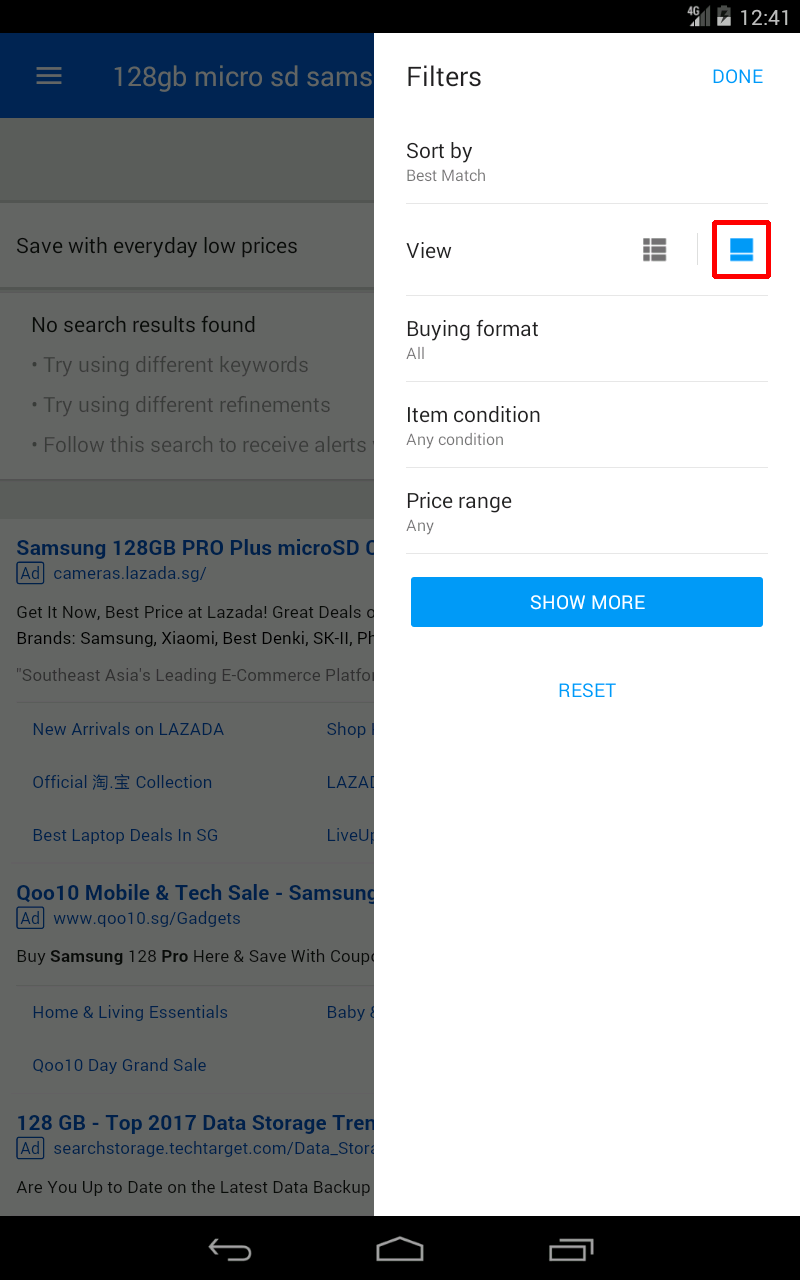 4G 12:41
128gb micro sd sams
Filters
DONE
Sort by
Best Match
View
Buying format
All
Item condition
Any condition
Price range
Any
SHOW MORE
RESET
Save with everyday low prices
No search results found
• Try using different keywords
• Try using different refinements
• Follow this search to receive alerts
Samsung 128GB PRO Plus microSD
Ad cameras.lazada.sg/
Get It Now, Best Price at Lazada! Great Deals o
Brands: Samsung, Xiaomi, Best Denki, SK-II, Ph
"Southeast Asia's Leading E-Commerce Platfor
New Arrivals on LAZADA Shop
Official 淘.宝 Collection LAZAD
Best Laptop Deals In SG LiveUp
Qoo10 Mobile & Tech Sale - Samsung
Ad www.qoo10.sg/Gadgets
Buy Samsung 128 Pro Here & Save With Coupo
Home & Living Essentials Baby &
Qoo10 Day Grand Sale
128 GB - Top 2017 Data Storage Tren
Ad searchstorage.techtarget.com/Data_Stora
Are You Up to Date on the Latest Data Backup